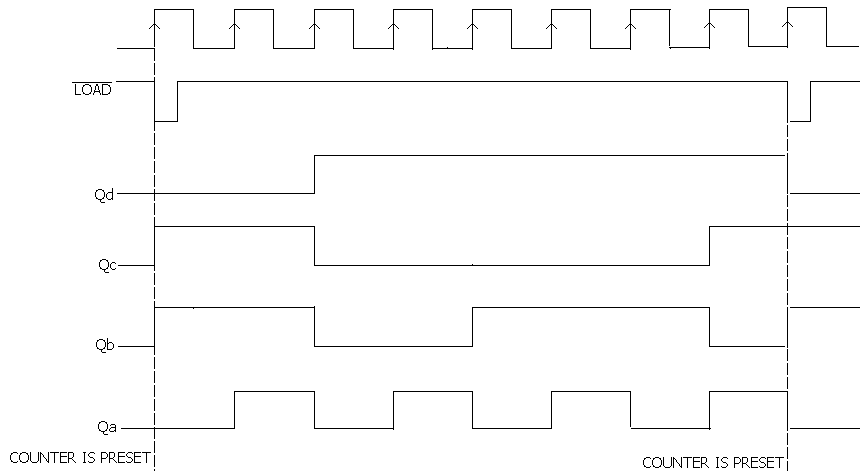 LOAD
Qd
Qc
Qb
Qa
COUNTER IS PRESET
COUNTER IS PRESET